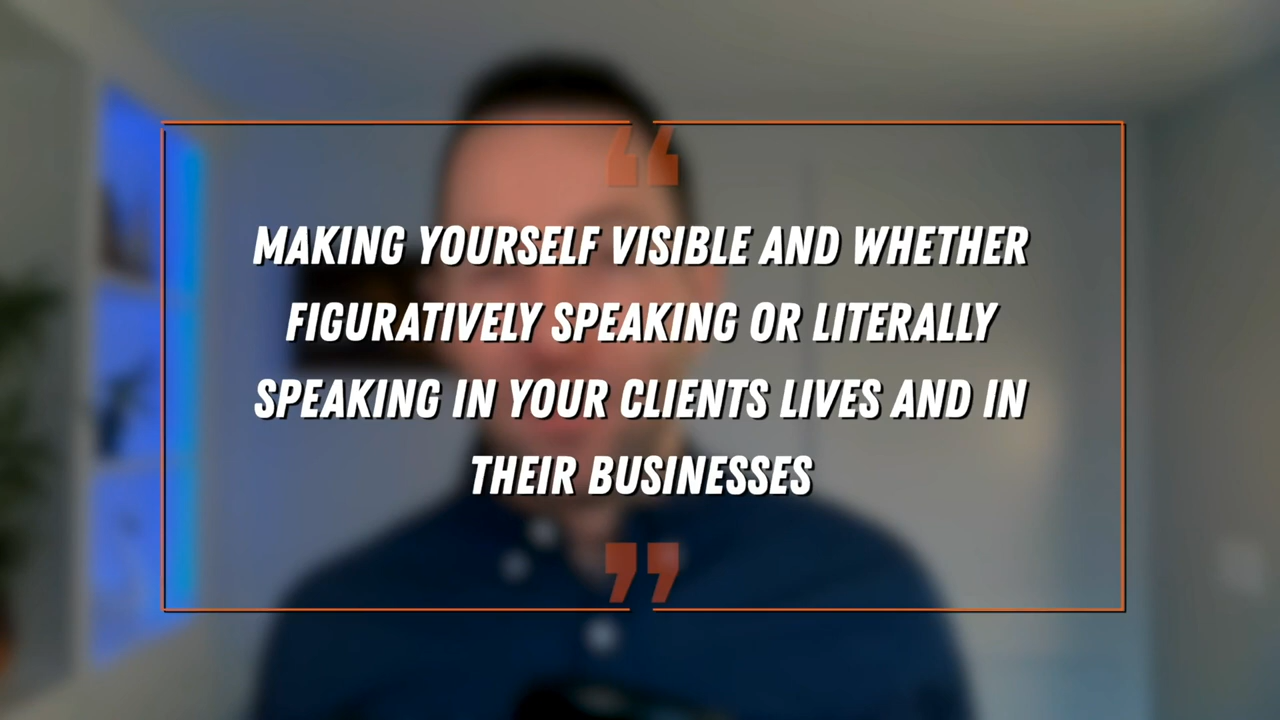 “
MAKING YOURSELF VISIBLE AND WHETHER
FIGURATIVELY SPEAKING OR LITERALLY
SPEAKING IN YOUR CLIENTS LIVES AND IN
THEIR BUSINESSES
”